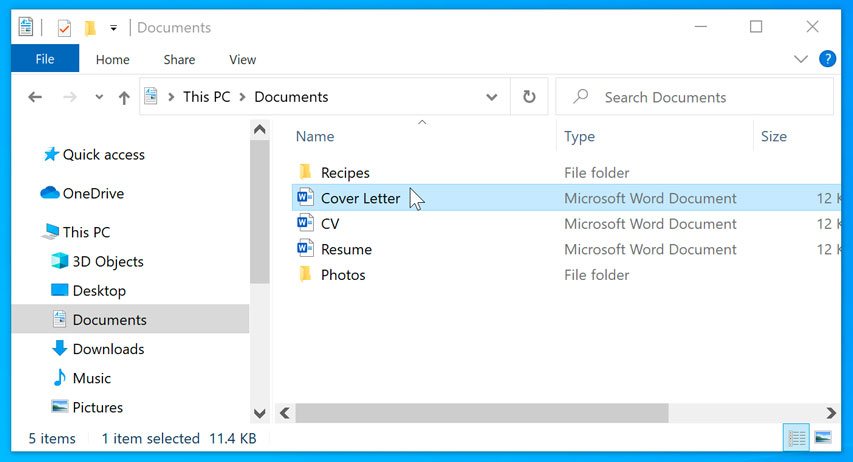 Documents
File Home Share View
This PC > Documents
Search Documents
Name Type Size
Quick access
OneDrive
This PC
3D Objects
Desktop
Documents
Downloads
Music
Pictures
Recipes File folder
Cover Letter Microsoft Word Document 12 K
CV Microsoft Word Document 12 K
Resume Microsoft Word Document 12 K
Photos File folder
5 items 1 item selected 11.4 KB